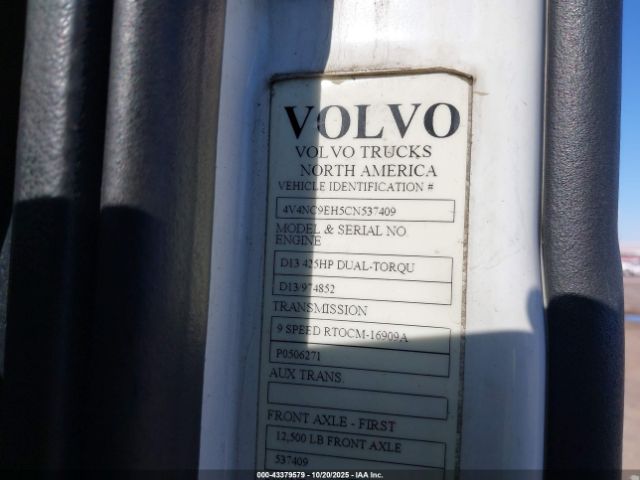 VOLVO
VOLVO TRUCKS
NORTH AMERICA
VEHICLE IDENTIFICATION #
4V4NC9EH5CN537409
MODEL & SERIAL NO
ENGINE
D13 425HP DUAL-TORQU
D13/974852
TRANSMISSION
9 SPEED RTOCM-16909A
P0506271
AUX TRANS.
FRONT AXLE - FIRST
12,500 LB FRONT AXLE
537409
000-43379579 - 10/20/2025 - IAA Inc.